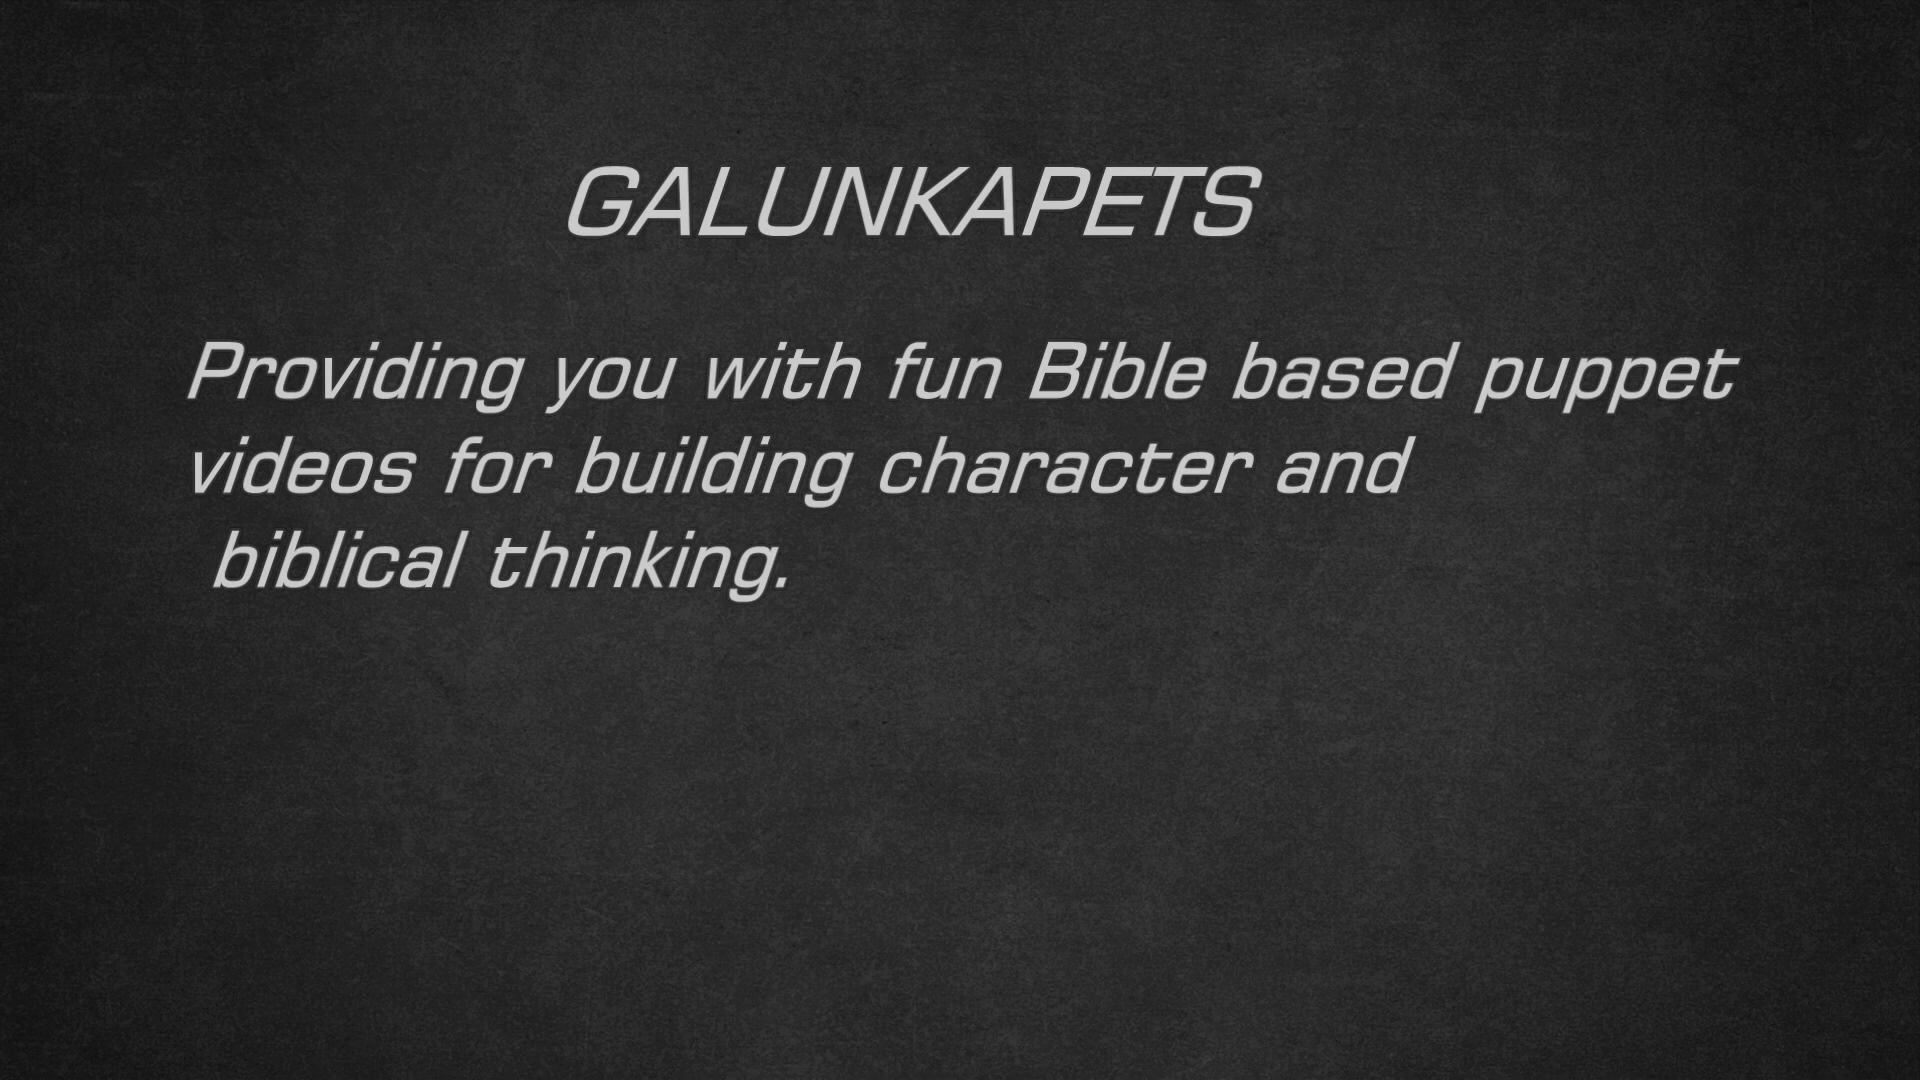 GALUNKAPETS
Providing you with fun Bible based puppet
videos for building character and
biblical thinking.